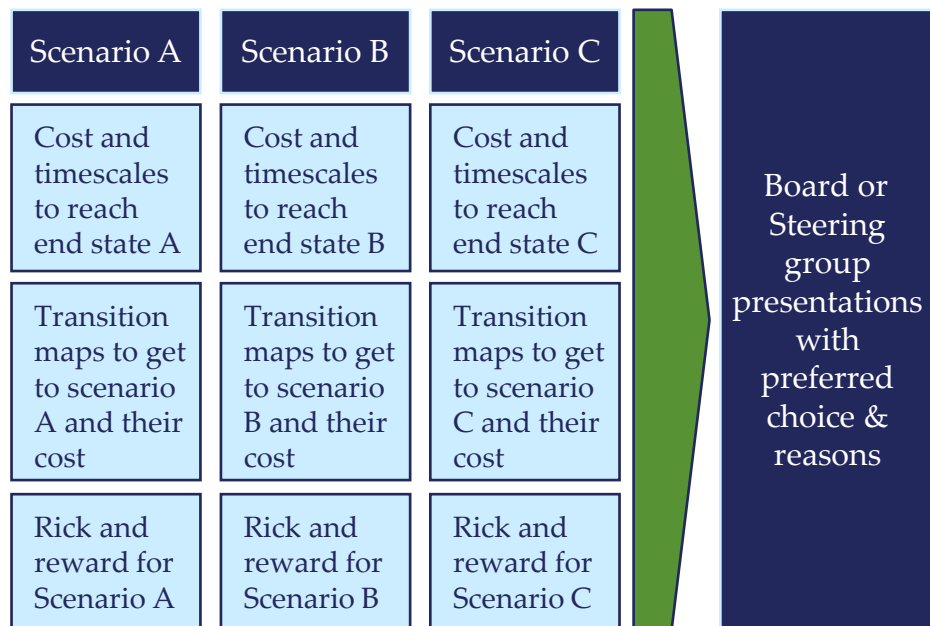 Scenario A
Cost and
timescales
to reach
end state A
Transition
maps to get
to scenario
A and their
cost
Rick and
reward for
Scenario A
Scenario B
Cost and
timescales
to reach
end state B
Transition
maps to get
to scenario
B and their
cost
Rick and
reward for
Scenario B
Scenario C
Cost and
timescales
to reach
end state C
Transition
maps to get
to scenario
C and their
cost
Rick and
reward for
Scenario C
Board or
Steering
group
presentations
with
preferred
choice &
reasons